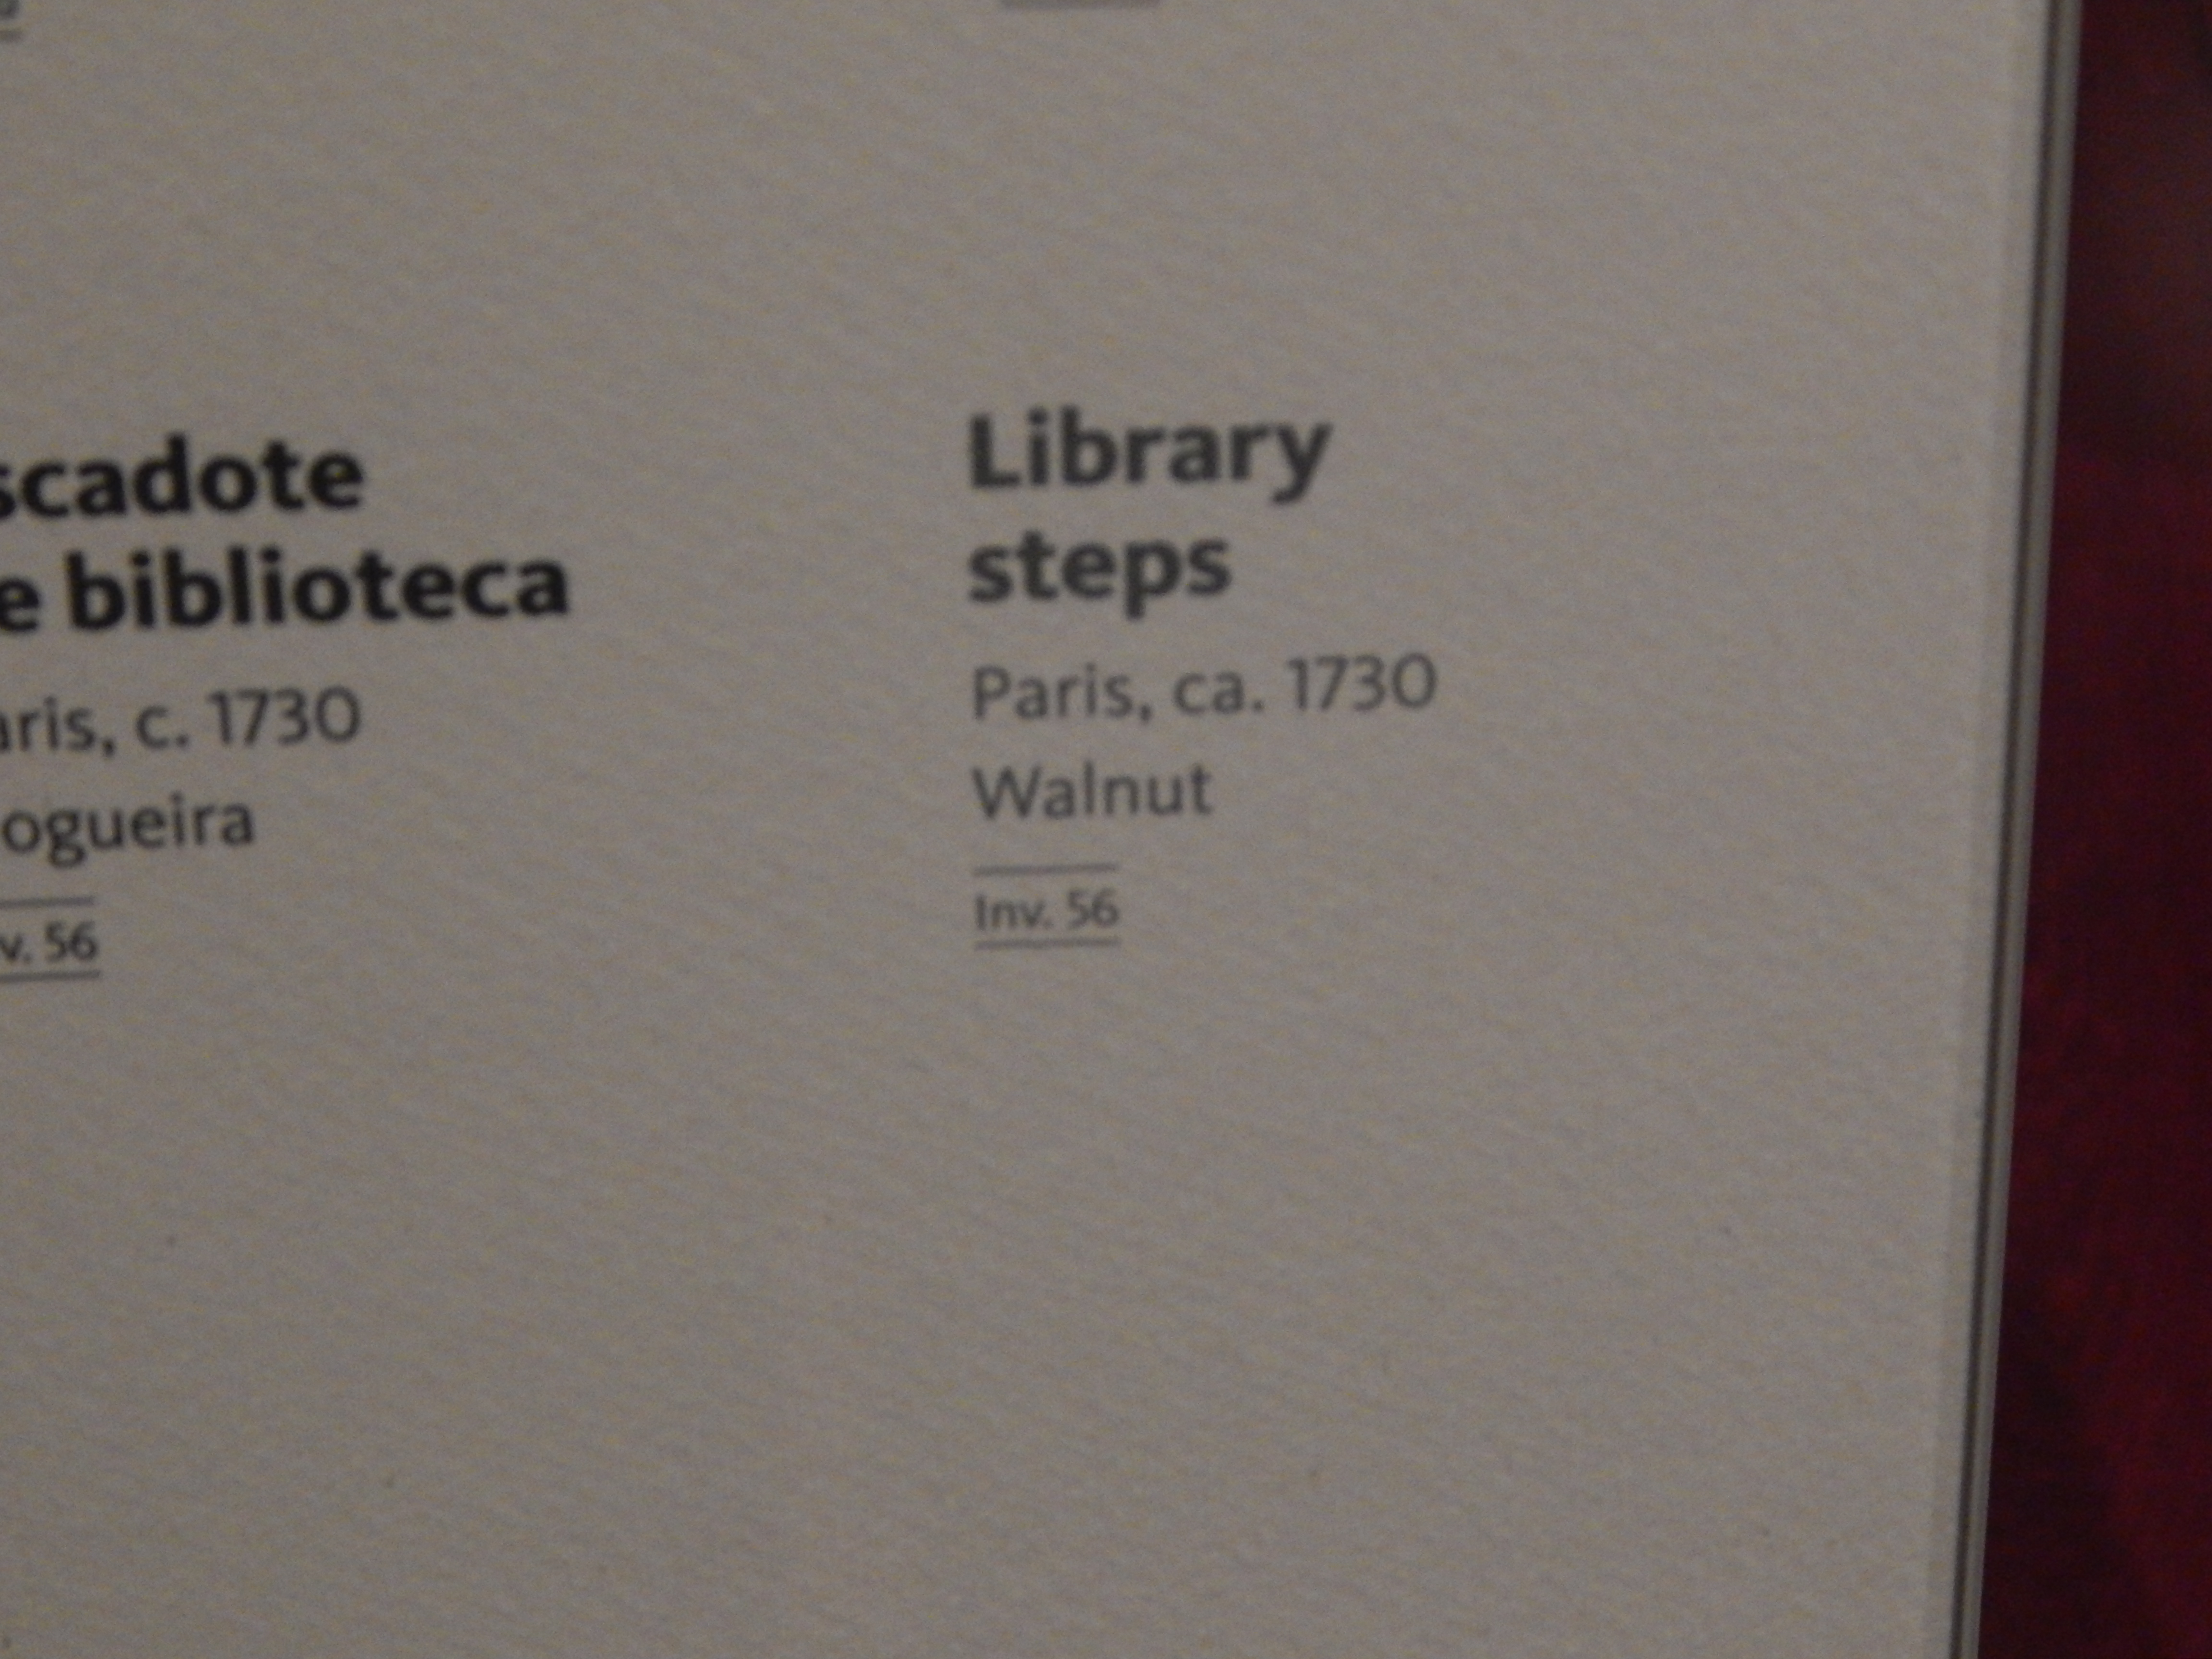 scadote
e biblioteca
aris, c. 1730
ogueira
v. 56
Library
steps
Paris, ca. 1730
Walnut
Inv. 56